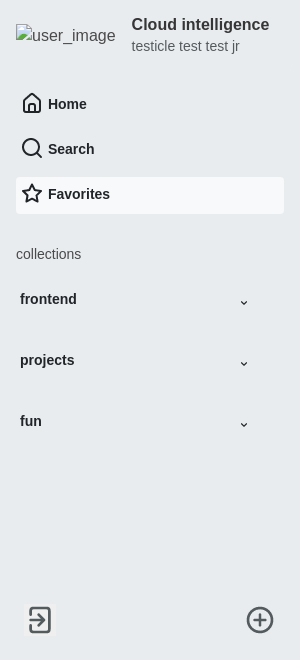 user_image
Cloud intelligence
testicle test test jr
Home
Search
Favorites
collections
frontend
projects
fun